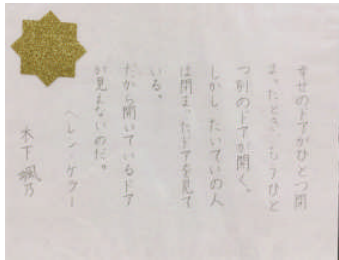 幸せのドアがひとつ閉
まったとき、もうひと
つ別のドアが開く。
しかし、たいていの人
は閉まったドアを見て
いる。
だから開いているドア
が見えないのだ。
ヘレン・ケラー
木下颯乃